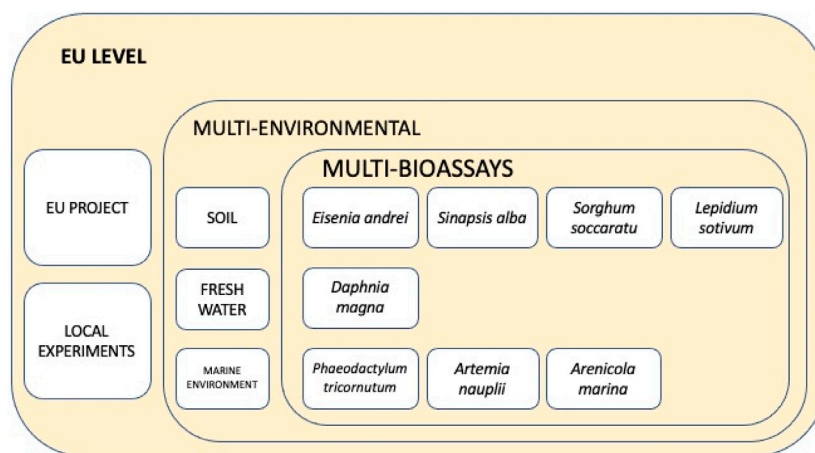 EU LEVEL
MULTI-ENVIRONMENTAL
MULTI-BIOASSAYS
EU PROJECT
LOCAL
EXPERIMENTS
SOIL
Eisenia andrei
Sinapsis alba
Sorghum
soccaratu
Lepidium
sotivum
FRESH
WATER
Daphnia
magna
MARINE
ENVIRONMENT
Phaeodactylum
tricornutum
Artemia
nauplii
Arenicola
marina